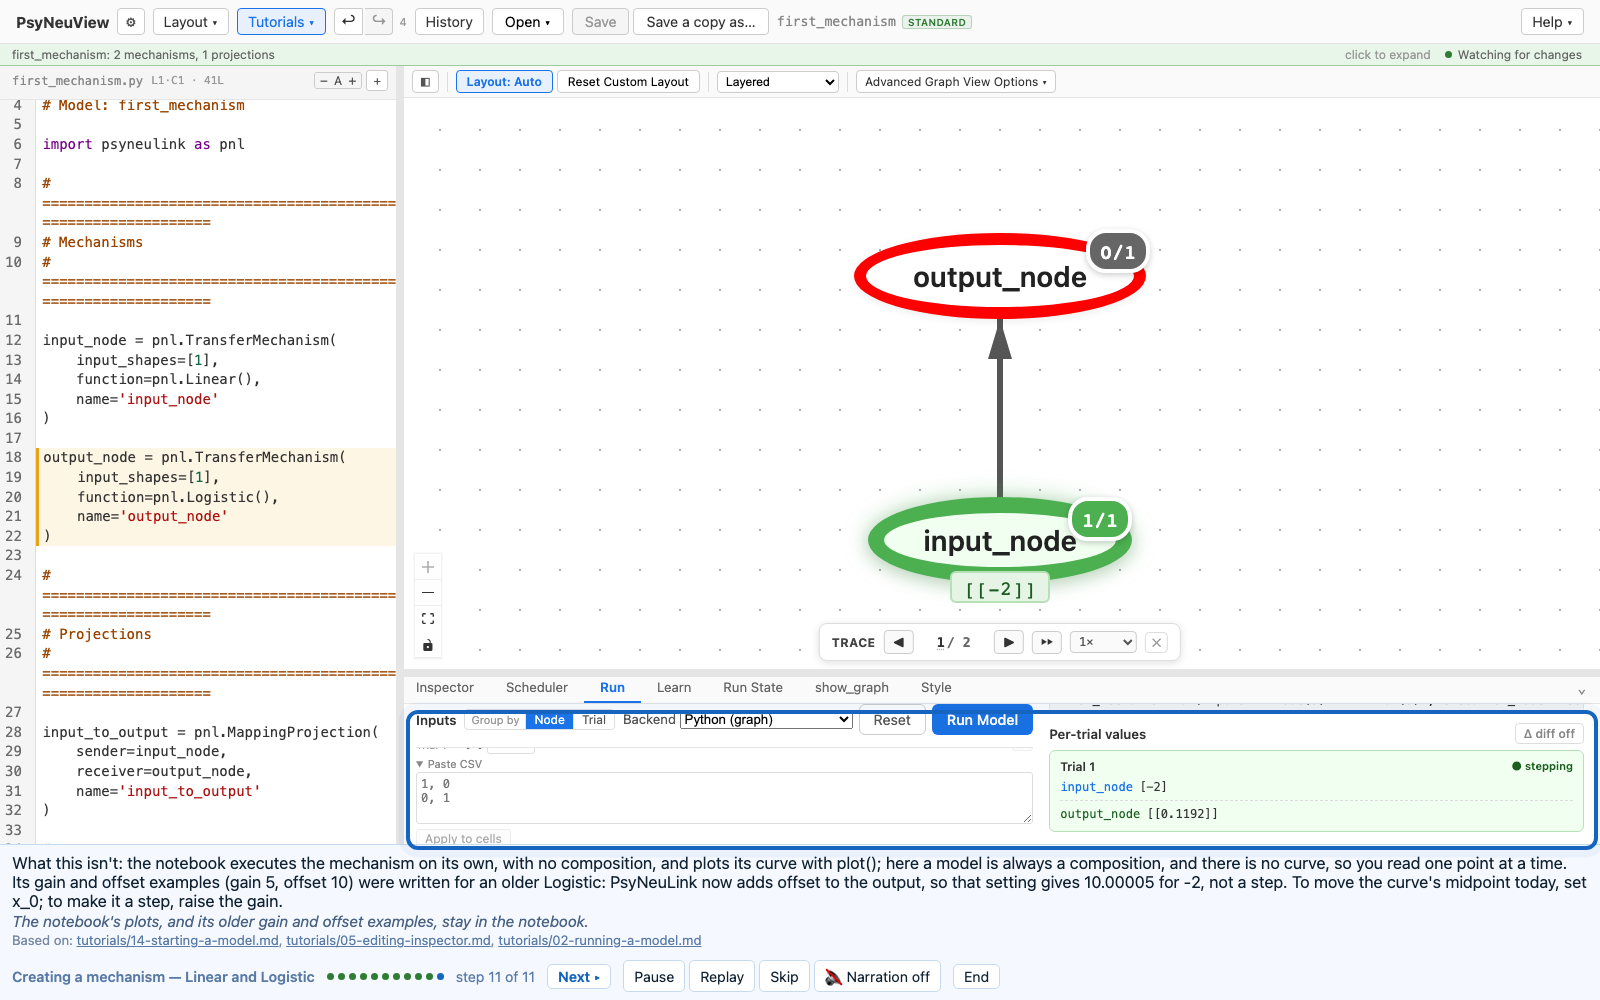 PsyNeuView ⚙ Layout ▾ Tutorials ▾ ↩ ↪ 4 History Open ▾ Save Save a copy as... first_mechanism STANDARD Help ▾
first_mechanism: 2 mechanisms, 1 projections click to expand ● Watching for changes
first_mechanism.py L1·C1 · 41L − A + +
Layout: Auto Reset Custom Layout Layered Advanced Graph View Options ▾
4 # Model: first_mechanism
5
6 import psyneulink as pnl
7
8 #
=========================================
====================
9 # Mechanisms
10 #
=========================================
====================
11
12 input_node = pnl.TransferMechanism(
13 input_shapes=[1],
14 function=pnl.Linear(),
15 name='input_node'
16 )
17
18 output_node = pnl.TransferMechanism(
19 input_shapes=[1],
20 function=pnl.Logistic(),
21 name='output_node'
22 )
23
24 #
=========================================
====================
25 # Projections
26 #
=========================================
====================
27
28 input_to_output = pnl.MappingProjection(
29 sender=input_node,
30 receiver=output_node,
31 name='input_to_output'
32 )
33
0/1
output_node
1/1
input_node
[[-2]]
TRACE ◀ 1 / 2 ▶ ▸▸ 1× ×
Inspector Scheduler Run Learn Run State show_graph Style
Inputs Group by Node Trial Backend Python (graph) Reset Run Model
▾ Paste CSV
1, 0
0, 1
Apply to cells
Per-trial values Δ diff off
Trial 1 ● stepping
input_node [-2]
output_node [[0.1192]]
What this isn't: the notebook executes the mechanism on its own, with no composition, and plots its curve with plot(); here a model is always a composition, and there is no curve, so you read one point at a time.
Its gain and offset examples (gain 5, offset 10) were written for an older Logistic: PsyNeuLink now adds offset to the output, so that setting gives 10.00005 for -2, not a step. To move the curve's midpoint today, set
x_0; to make it a step, raise the gain.
The notebook's plots, and its older gain and offset examples, stay in the notebook.
Based on: tutorials/14-starting-a-model.md, tutorials/05-editing-inspector.md, tutorials/02-running-a-model.md
Creating a mechanism — Linear and Logistic step 11 of 11 Next ▸ Pause Replay Skip Narration off End